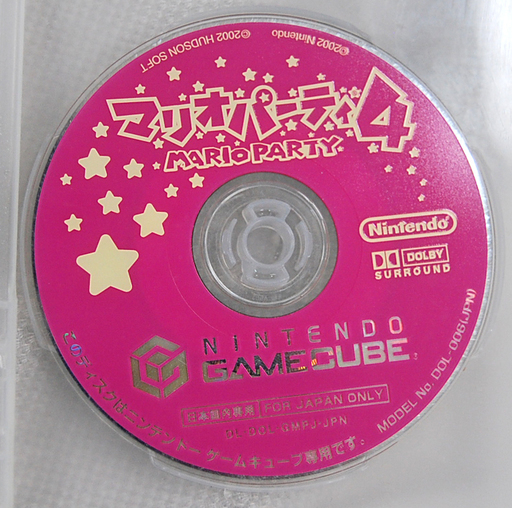 ©2002 HUDSON SOFT
©2002 Nintendo
マリオパーティ4
MARIO PARTY
Nintendo
DOLBY
SURROUND
NINTENDO
GAMECUBE
日本国内専用 FOR JAPAN ONLY
DL-DOL-GMPJ-JPN
MODEL No. DOL-006(JPN)
このディスクは ニンテンドー ゲームキューブ専用です。